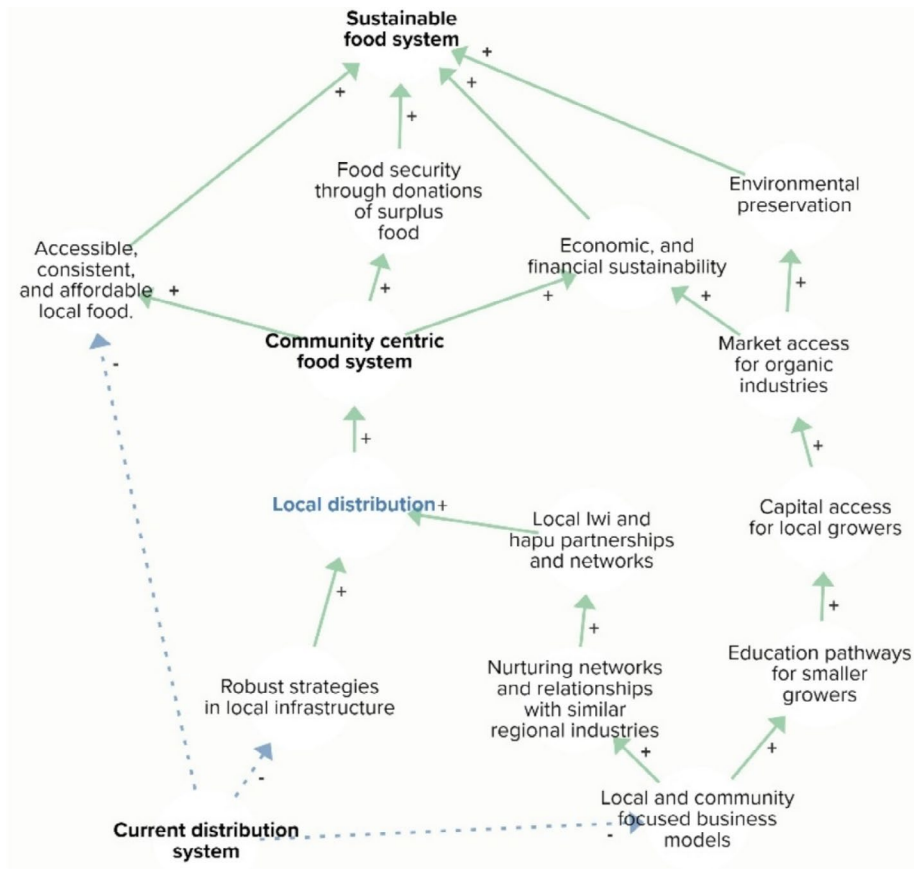 Sustainable
food system
+
+
+
+
Food security
through donations
of surplus
food
Environmental
preservation
Accessible,
consistent,
and affordable
local food.
+
+
Economic, and
financial sustainability
+
+
+
Community centric
food system
Market access
for organic
industries
-
+
+
Local distribution
+
Capital access
for local growers
Local Iwi and
hapu partnerships
and networks
+
+
+
Education pathways
for smaller
growers
Nurturing networks
and relationships
with similar
regional industries
Robust strategies
in local infrastructure
+
+
-
Local and community
focused business
models
Current distribution
system
-